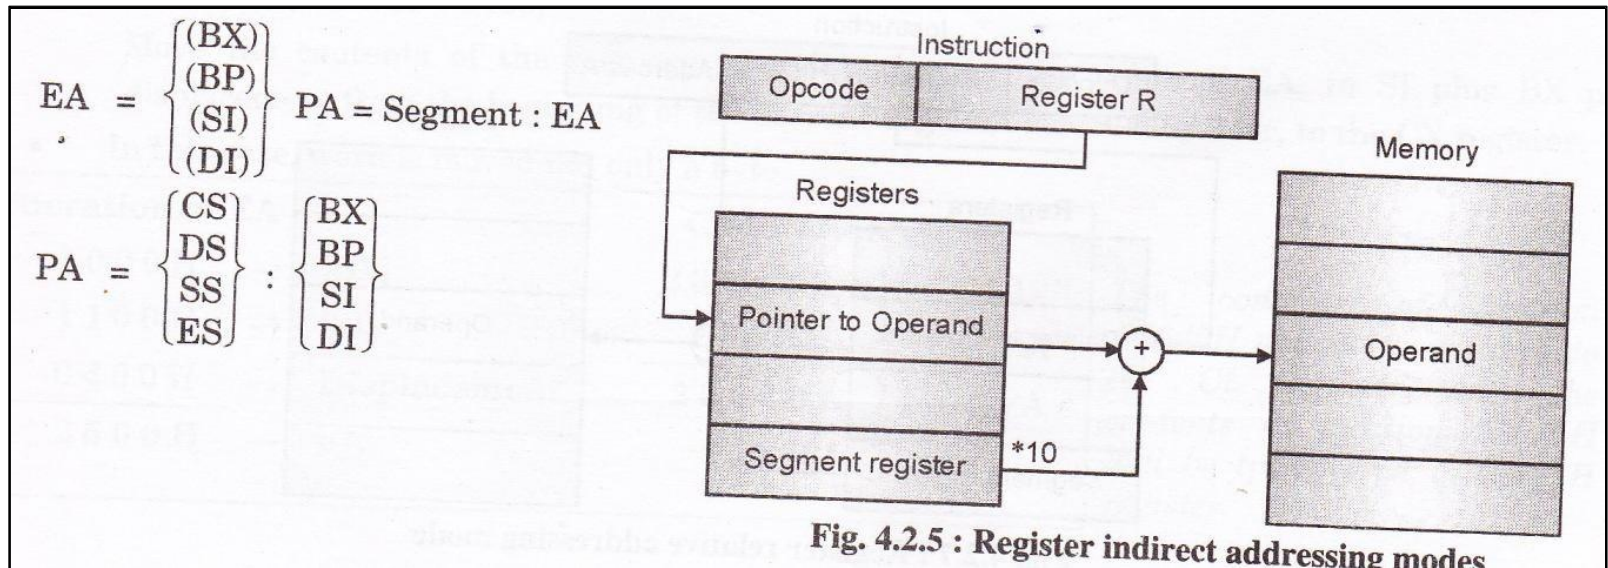 EA = {(BX) (BP) (SI) (DI)} PA = Segment : EA
PA = {CS DS SS ES} : {BX BP SI DI}
Instruction
Opcode Register R
Registers
Pointer to Operand
Segment register
*10
+
Memory
Operand
Fig. 4.2.5 : Register indirect addressing modes